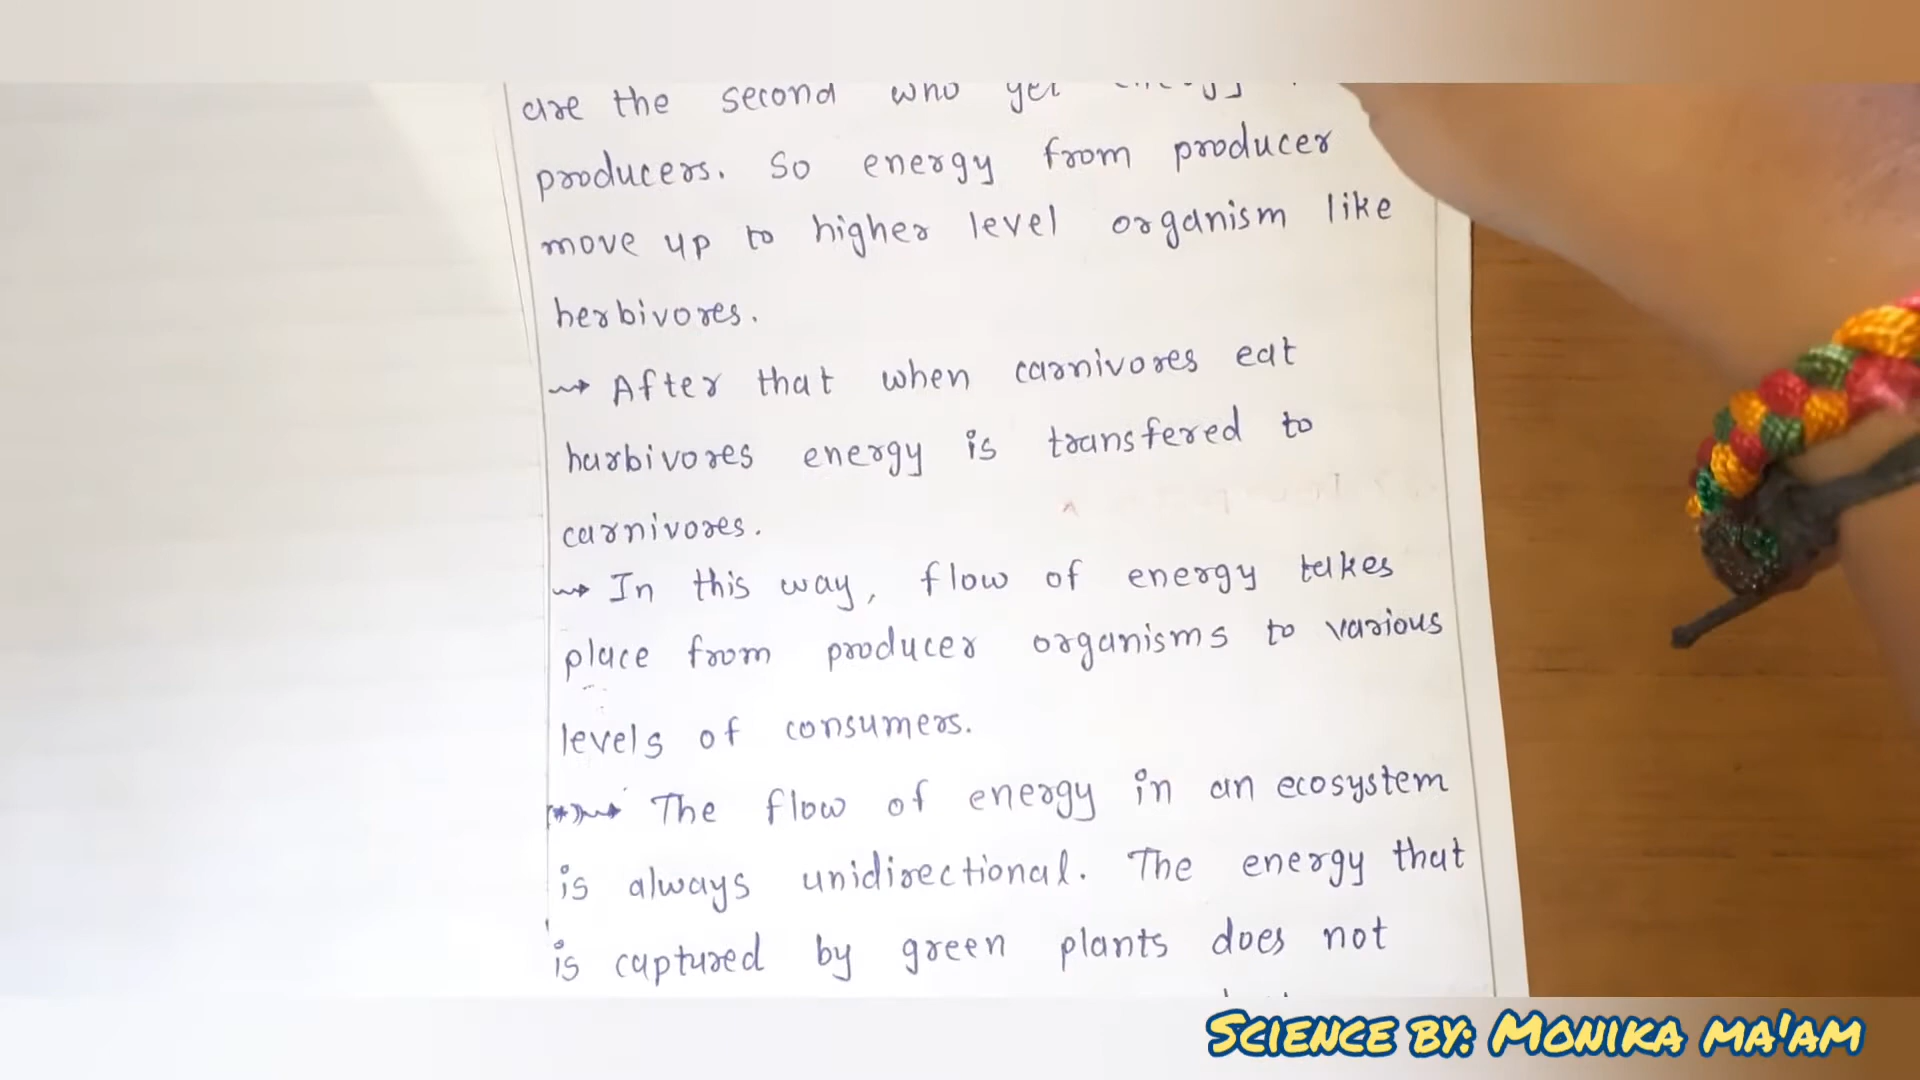 are the second who get
producers. So energy from producer
move up to higher level organism like
herbivores.
⇝ After that when carnivores eat
harbivores energy is transfered to
carnivores.
⇝ In this way, flow of energy takes
place from producer organisms to various
levels of consumers.
⇝ The flow of energy in an ecosystem
is always unidirectional. The energy that
is captured by green plants does not
Science by: Monika ma'am